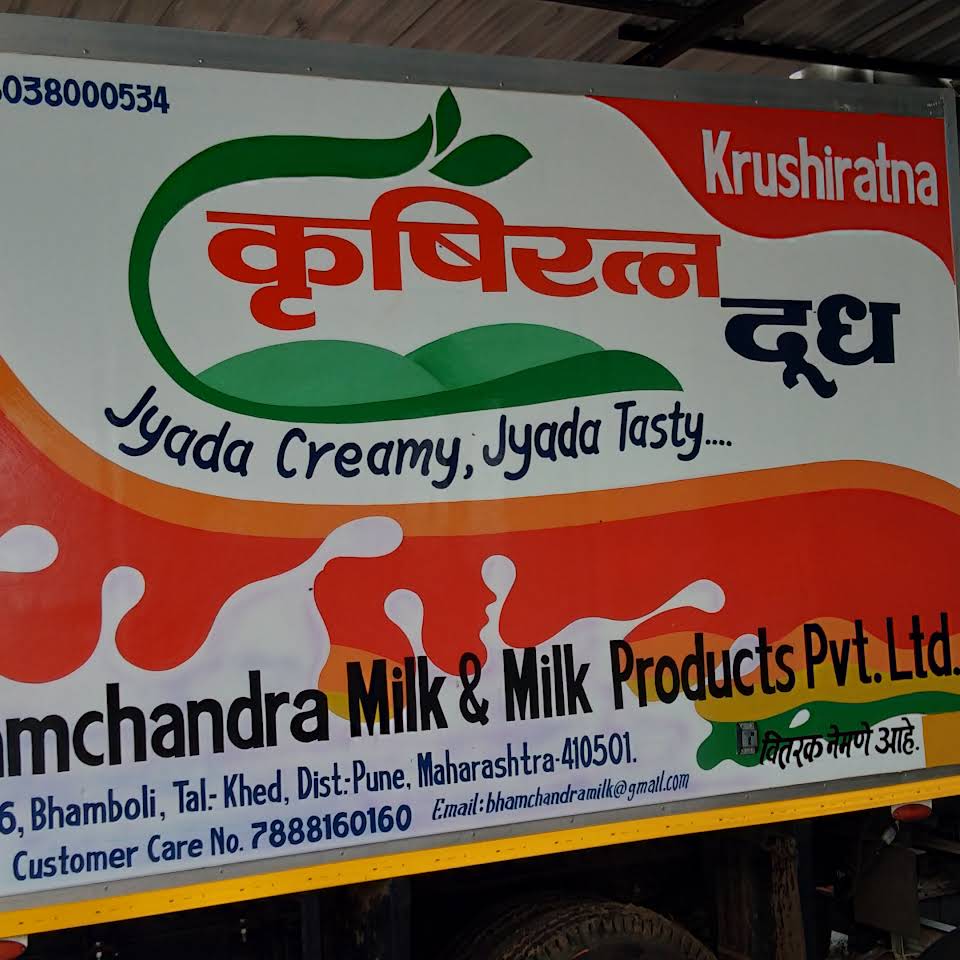 038000534
Krushiratna
कृषिरत्न
दूध
Jyada Creamy, Jyada Tasty....
amchandra Milk & Milk Products Pvt. Ltd.
वितरक नेमणे आहे.
6, Bhamboli, Tal.- Khed, Dist.-Pune, Maharashtra-410501.
Customer Care No. 7888160160 Email: bhamchandramilk@gmail.com